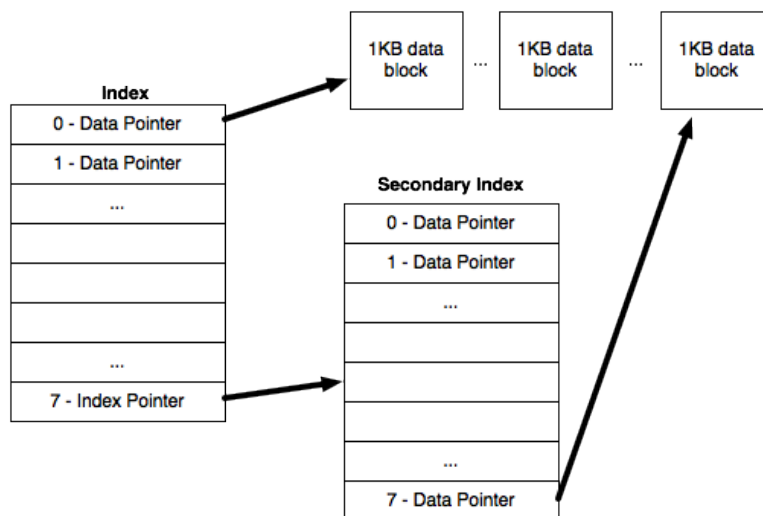 1KB data
block
...
1KB data
block
...
1KB data
block
Index
0 - Data Pointer
1 - Data Pointer
...
...
7 - Index Pointer
Secondary Index
0 - Data Pointer
1 - Data Pointer
...
...
7 - Data Pointer